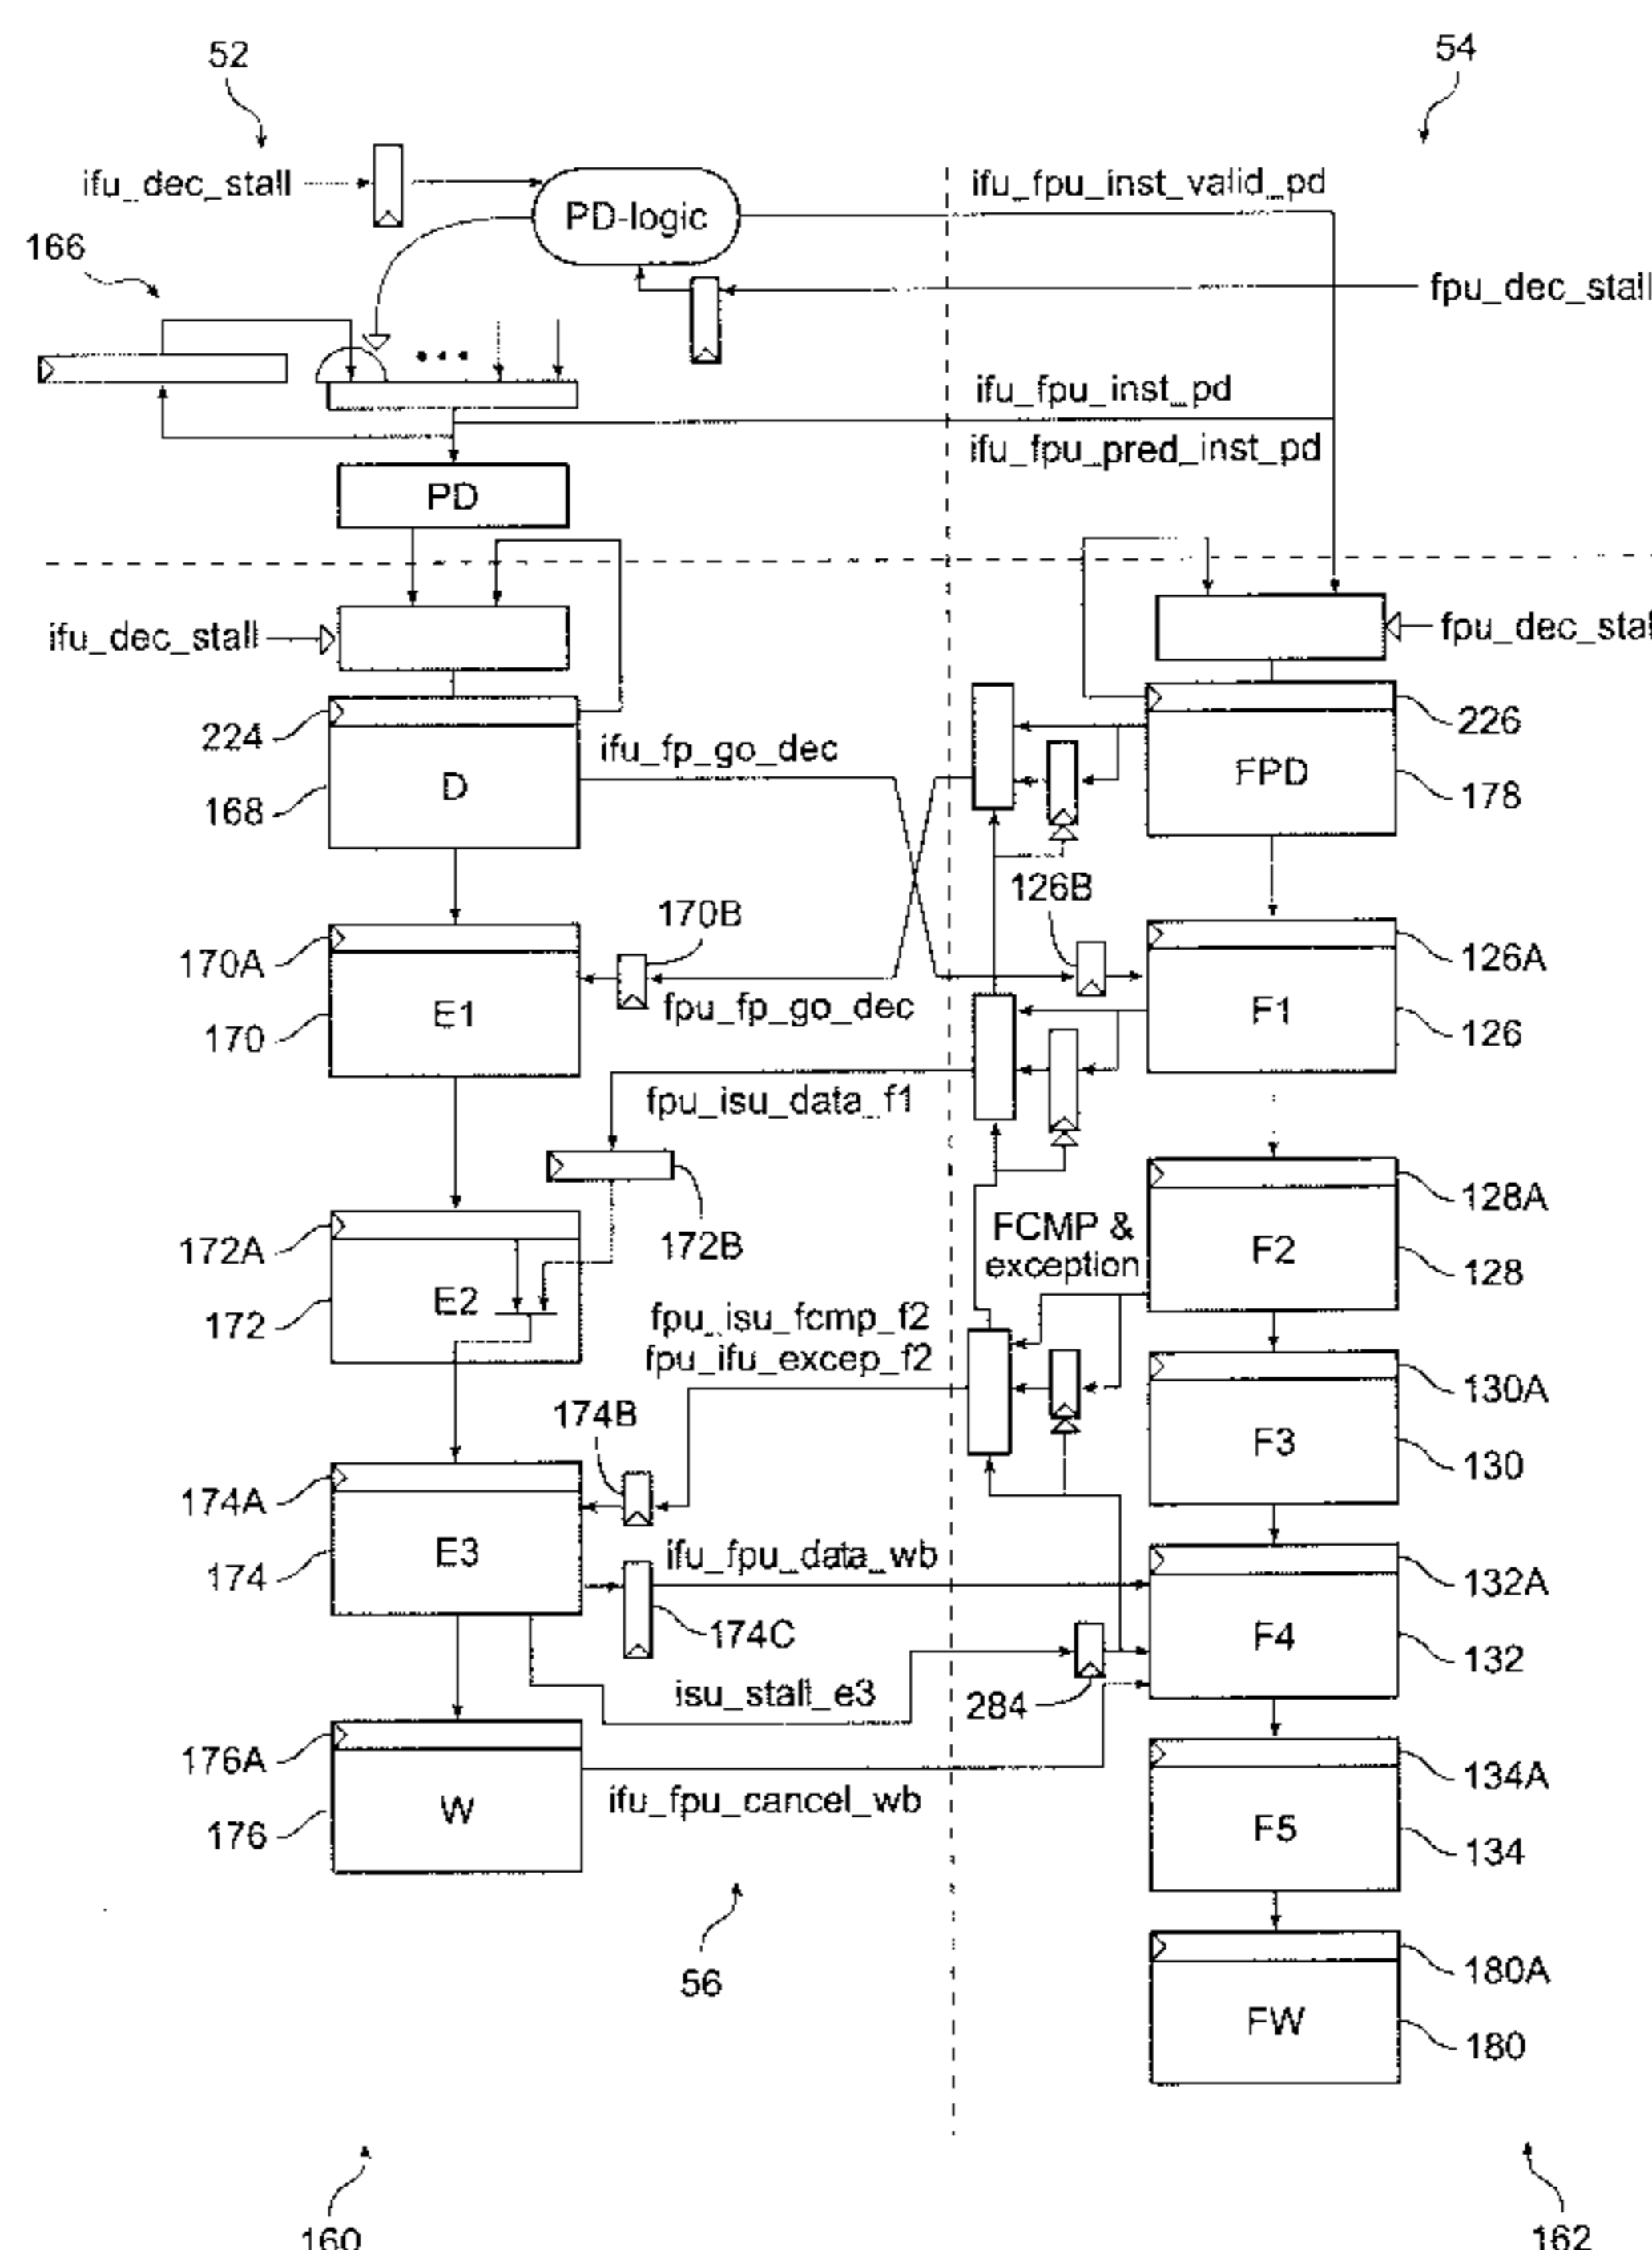 52
54
ifu_dec_stall
PD-logic
ifu_fpu_inst_valid_pd
166
fpu_dec_stall
ifu_fpu_inst_pd
ifu_fpu_pred_inst_pd
PD
ifu_dec_stall
fpu_dec_stal
224
226
ifu_fp_go_dec
D
FPD
168
178
126B
170B
170A
126A
fpu_fp_go_dec
E1
F1
170
126
fpu_isu_data_f1
128A
172A
172B
FCMP &
exception
F2
128
E2
172
fpu_isu_fcmp_f2
fpu_ifu_excep_f2
130A
174B
F3
130
174A
E3
ifu_fpu_data_wb
132A
174
174C
F4
132
isu_stall_e3
284
176A
134A
W
ifu_fpu_cancel_wb
F5
176
134
56
180A
FW
180
160
162